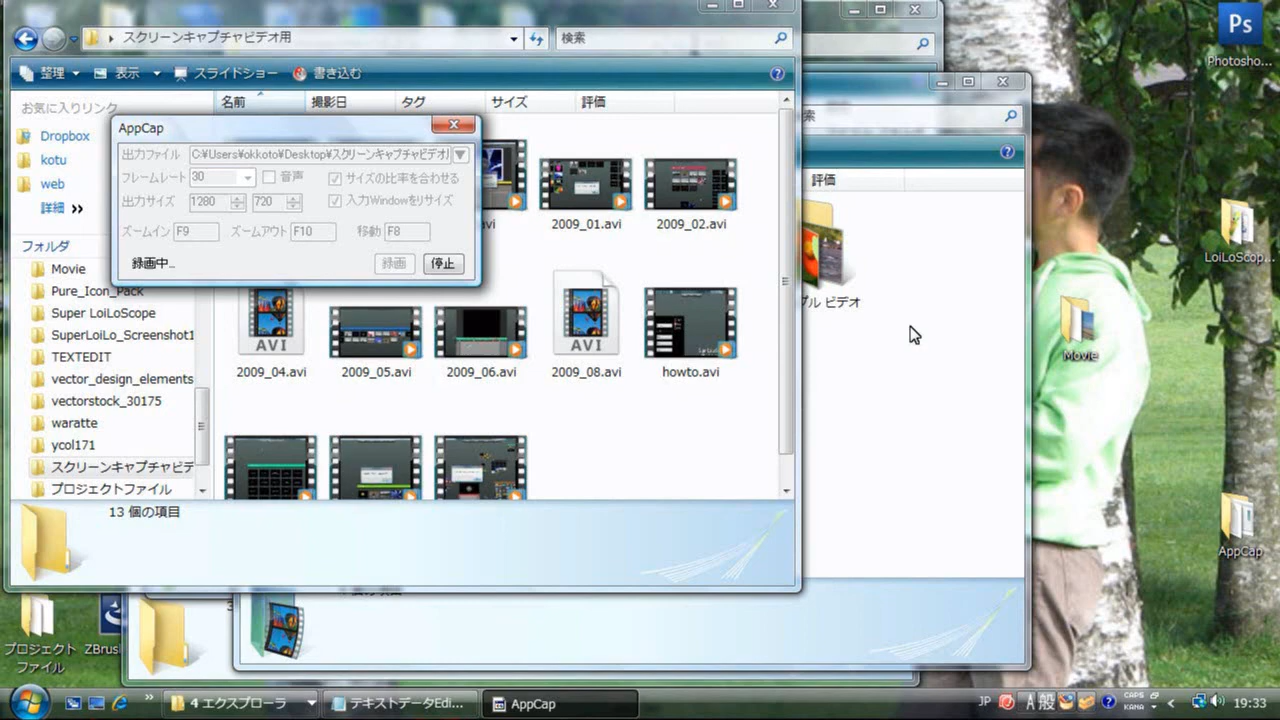 スクリーンキャプチャビデオ用
検索
整理 表示 スライドショー 書き込む
お気に入りリンク
名前 撮影日 タグ サイズ 評価
Dropbox
kotu
web
詳細
フォルダ
Movie
Pure_Icon_Pack
Super LoiLoScope
SuperLoiLo_Screenshot1
TEXTEDIT
vector_design_elements
vectorstock_30175
waratte
ycol171
スクリーンキャプチャビデ
プロジェクトファイル
AppCap
出力ファイル C:¥Users¥okkoto¥Desktop¥スクリーンキャプチャビデオ
フレームレート 30 音声 サイズの比率を合わせる
出力サイズ 1280 720 入力Windowをリサイズ
ズームイン F9 ズームアウト F10 移動 F8
録画中... 録画 停止
avi 2009_01.avi 2009_02.avi
2009_04.avi 2009_05.avi 2009_06.avi 2009_08.avi howto.avi
13 個の項目
索
評価
プル ビデオ
Ps
Photosho...
LoiLoScop...
Movie
AppCap
プロジェクト
ファイル
ZBrus
4 エクスプローラ テキストデータEdi... AppCap
JP A 般 CAPS
KANA
19:33